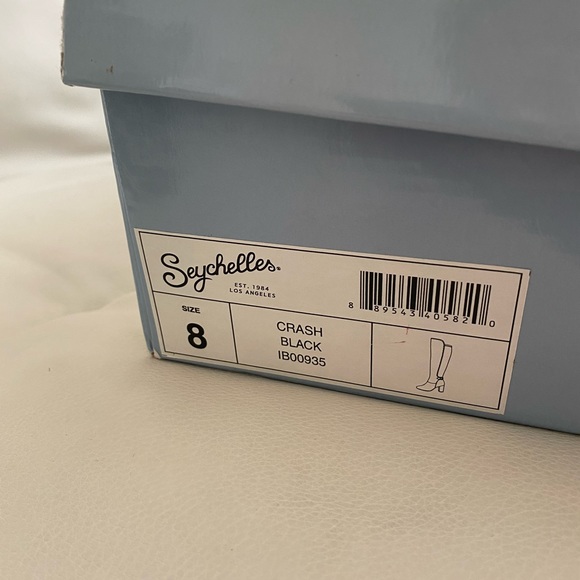 Seychelles®
EST. 1984
LOS ANGELES
8 89543 40582 0
SIZE
8
CRASH
BLACK
IB00935